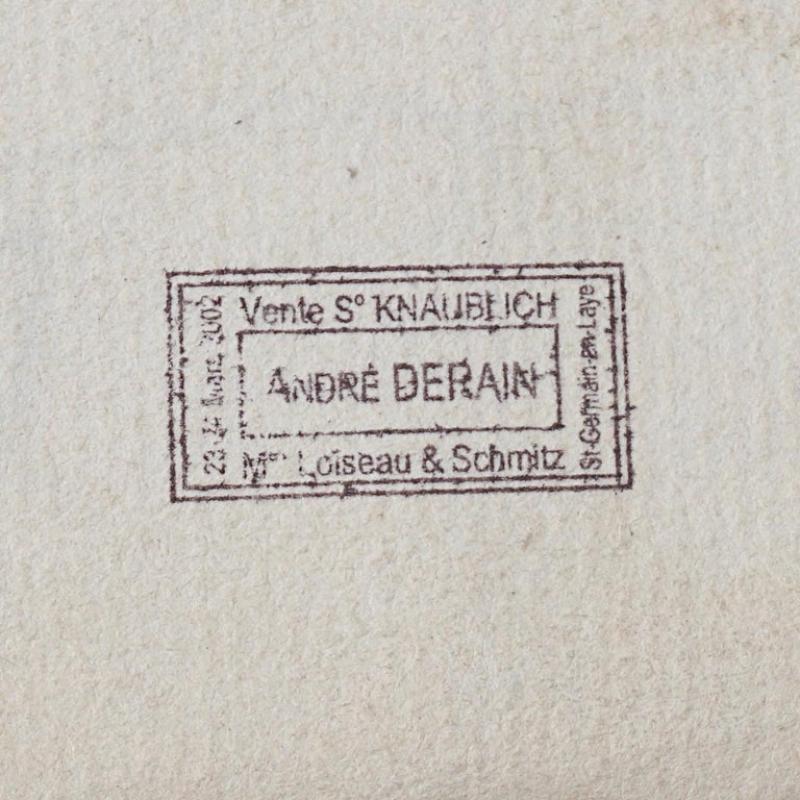 Vente S° KNAUBLICH
ANDRÉ DERAIN
Mes Loiseau & Schmitz
23-24 Mars 2002
St-Germain-en-Laye